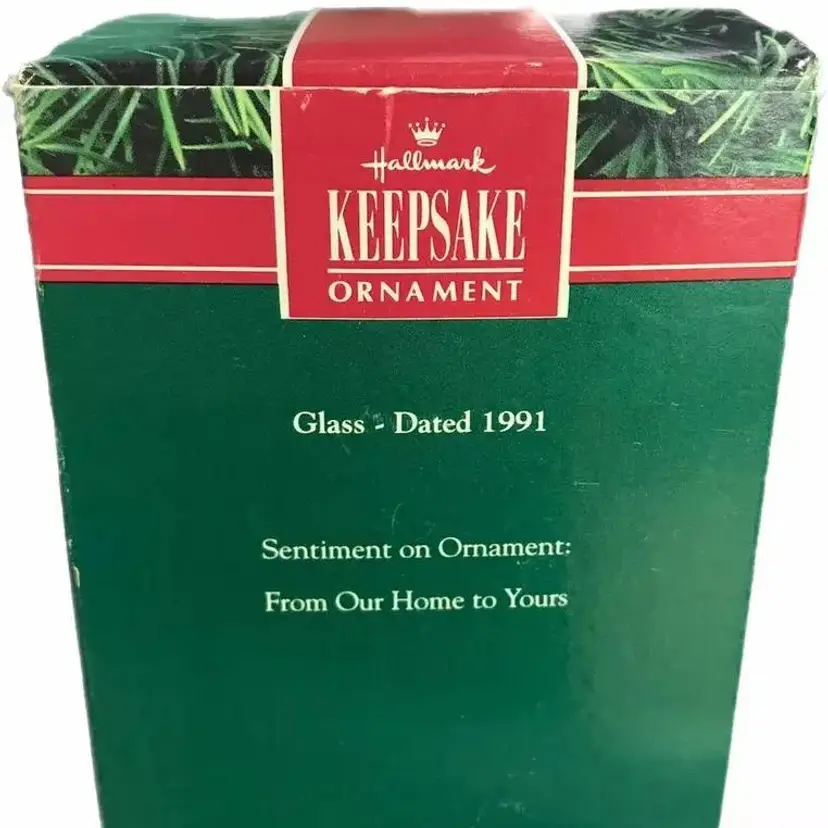 Hallmark
KEEPSAKE
ORNAMENT
Glass - Dated 1991
Sentiment on Ornament:
From Our Home to Yours